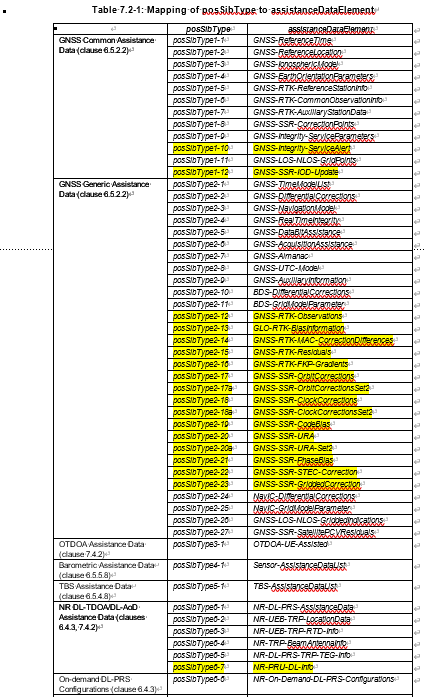 Table 7.2-1: Mapping of posSibType to assistanceDataElement
posSibType assistanceDataElement
GNSS Common Assistance posSibType1-1 GNSS-ReferenceTime
Data (clause 6.5.2.2) posSibType1-2 GNSS-ReferenceLocation
posSibType1-3 GNSS-IonosphericModel
posSibType1-4 GNSS-EarthOrientationParameters
posSibType1-5 GNSS-RTK-ReferenceStationInfo
posSibType1-6 GNSS-RTK-CommonObservationInfo
posSibType1-7 GNSS-RTK-AuxiliaryStationData
posSibType1-8 GNSS-SSR-CorrectionPoints
posSibType1-9 GNSS-Integrity-ServiceParameters
posSibType1-10 GNSS-Integrity-ServiceAlert
posSibType1-11 GNSS-LOS-NLOS-GridPoints
posSibType1-12 GNSS-SSR-IOD-Update
GNSS Generic Assistance posSibType2-1 GNSS-TimeModelList
Data (clause 6.5.2.2) posSibType2-2 GNSS-DifferentialCorrections
posSibType2-3 GNSS-NavigationModel
posSibType2-4 GNSS-RealTimeIntegrity
posSibType2-5 GNSS-DataBitAssistance
posSibType2-6 GNSS-AcquisitionAssistance
posSibType2-7 GNSS-Almanac
posSibType2-8 GNSS-UTC-Model
posSibType2-9 GNSS-AuxiliaryInformation
posSibType2-10 BDS-DifferentialCorrections
posSibType2-11 BDS-GridModelParameter
posSibType2-12 GNSS-RTK-Observations
posSibType2-13 GLO-RTK-BiasInformation
posSibType2-14 GNSS-RTK-MAC-CorrectionDifferences
posSibType2-15 GNSS-RTK-Residuals
posSibType2-16 GNSS-RTK-FKP-Gradients
posSibType2-17 GNSS-SSR-OrbitCorrections
posSibType2-17a GNSS-SSR-OrbitCorrectionsSet2
posSibType2-18 GNSS-SSR-ClockCorrections
posSibType2-18a GNSS-SSR-ClockCorrectionsSet2
posSibType2-19 GNSS-SSR-CodeBias
posSibType2-20 GNSS-SSR-URA
posSibType2-20a GNSS-SSR-URA-Set2
posSibType2-21 GNSS-SSR-PhaseBias
posSibType2-22 GNSS-SSR-STEC-Correction
posSibType2-23 GNSS-SSR-GriddedCorrection
posSibType2-24 NavIC-DifferentialCorrections
posSibType2-25 NavIC-GridModelParameter
posSibType2-26 GNSS-LOS-NLOS-GriddedIndications
posSibType2-27 GNSS-SSR-SatellitePCVResiduals
OTDOA Assistance Data posSibType3-1 OTDOA-UE-Assisted
(clause 7.4.2)
Barometric Assistance Data posSibType4-1 Sensor-AssistanceDataList
(clause 6.5.5.8)
TBS Assistance Data posSibType5-1 TBS-AssistanceDataList
(clause 6.5.4.8)
NR DL-TDOA/DL-AoD posSibType6-1 NR-DL-PRS-AssistanceData
Assistance Data (clauses posSibType6-2 NR-UEB-TRP-LocationData
6.4.3, 7.4.2) posSibType6-3 NR-UEB-TRP-RTD-Info
posSibType6-4 NR-TRP-BeamAntennaInfo
posSibType6-5 NR-DL-PRS-TRP-TEG-Info
posSibType6-7 NR-PRU-DL-Info
On-demand DL-PRS posSibType6-6 NR-On-Demand-DL-PRS-Configurations
Configurations (clause 6.4.3)